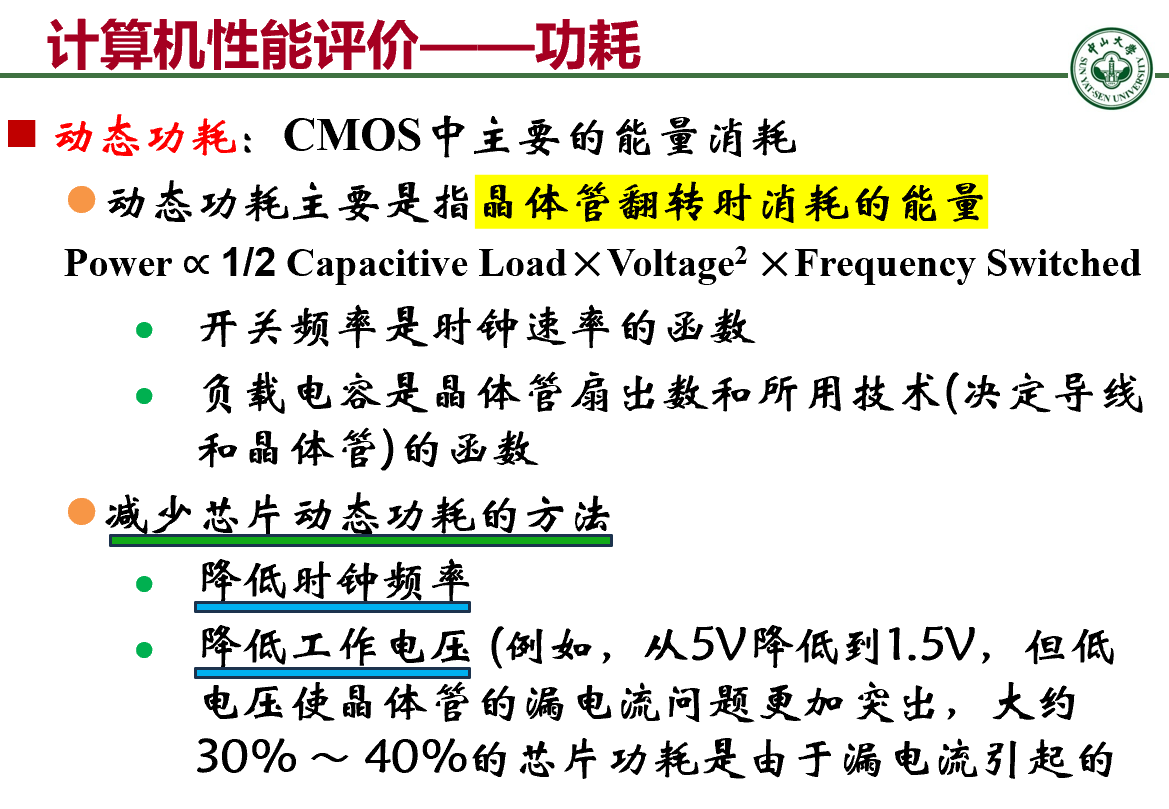 计算机性能评价——功耗
中山大学
SUN YAT-SEN UNIVERSITY
动态功耗：CMOS中主要的能量消耗
动态功耗主要是指晶体管翻转时消耗的能量
Power ∝ 1/2 Capacitive Load×Voltage² ×Frequency Switched
开关频率是时钟速率的函数
负载电容是晶体管扇出数和所用技术(决定导线
和晶体管)的函数
减少芯片动态功耗的方法
降低时钟频率
降低工作电压 (例如，从5V降低到1.5V，但低
电压使晶体管的漏电流问题更加突出，大约
30% ～ 40%的芯片功耗是由于漏电流引起的